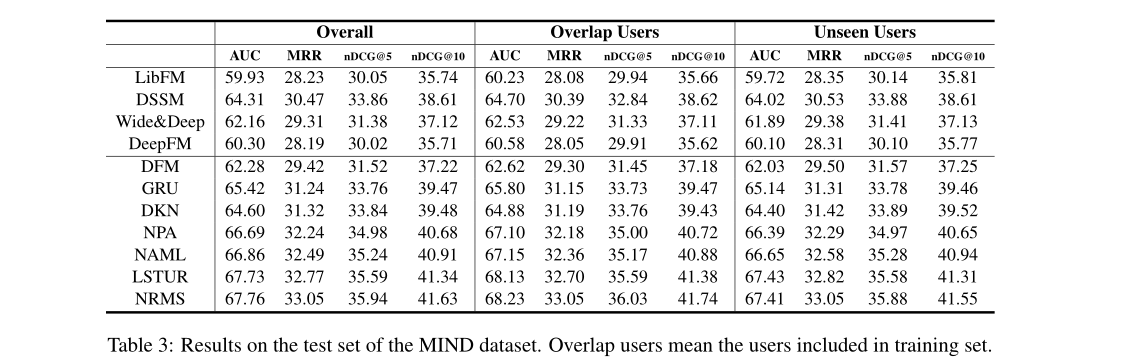 Overall Overlap Users Unseen Users
AUC MRR nDCG@5 nDCG@10 AUC MRR nDCG@5 nDCG@10 AUC MRR nDCG@5 nDCG@10
LibFM 59.93 28.23 30.05 35.74 60.23 28.08 29.94 35.66 59.72 28.35 30.14 35.81
DSSM 64.31 30.47 33.86 38.61 64.70 30.39 32.84 38.62 64.02 30.53 33.88 38.61
Wide&Deep 62.16 29.31 31.38 37.12 62.53 29.22 31.33 37.11 61.89 29.38 31.41 37.13
DeepFM 60.30 28.19 30.02 35.71 60.58 28.05 29.91 35.62 60.10 28.31 30.10 35.77
DFM 62.28 29.42 31.52 37.22 62.62 29.30 31.45 37.18 62.03 29.50 31.57 37.25
GRU 65.42 31.24 33.76 39.47 65.80 31.15 33.73 39.47 65.14 31.31 33.78 39.46
DKN 64.60 31.32 33.84 39.48 64.88 31.19 33.76 39.43 64.40 31.42 33.89 39.52
NPA 66.69 32.24 34.98 40.68 67.10 32.18 35.00 40.72 66.39 32.29 34.97 40.65
NAML 66.86 32.49 35.24 40.91 67.15 32.36 35.17 40.88 66.65 32.58 35.28 40.94
LSTUR 67.73 32.77 35.59 41.34 68.13 32.70 35.59 41.38 67.43 32.82 35.58 41.31
NRMS 67.76 33.05 35.94 41.63 68.23 33.05 36.03 41.74 67.41 33.05 35.88 41.55
Table 3: Results on the test set of the MIND dataset. Overlap users mean the users included in training set.